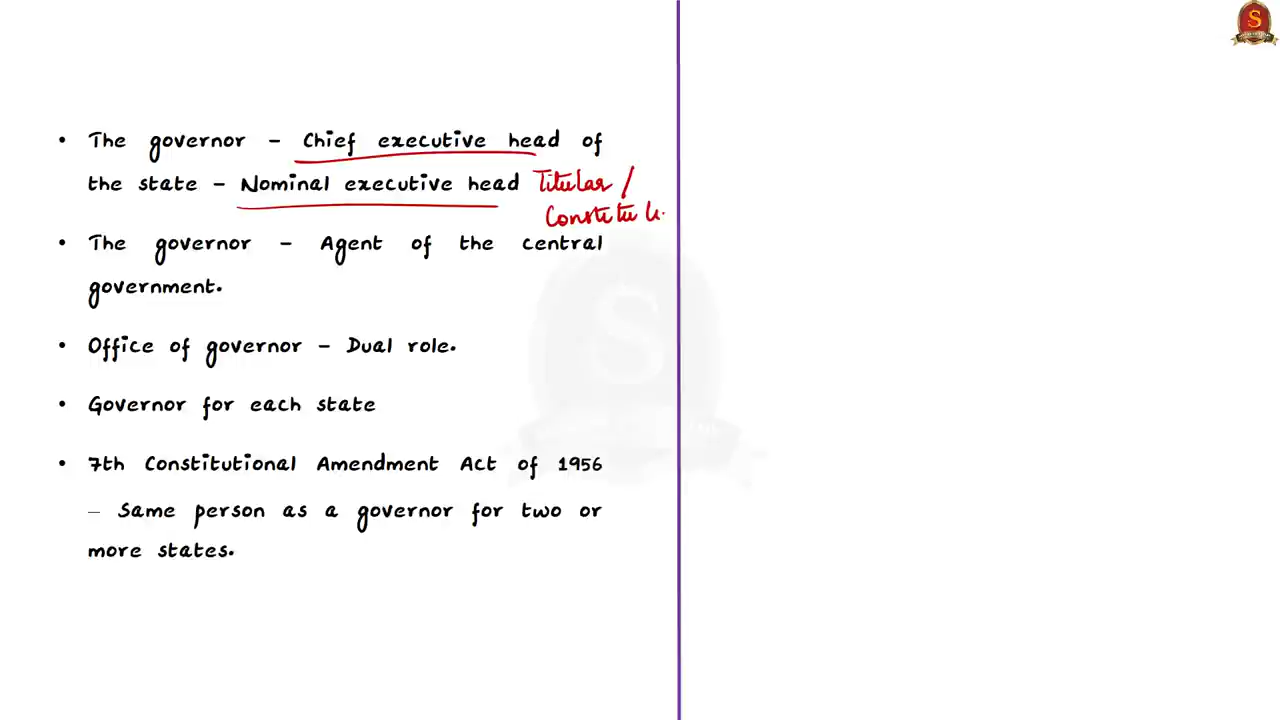 • The governor – Chief executive head of
the state – Nominal executive head Titular /
• The governor – Agent of the central
government.
• Office of governor – Dual role.
• Governor for each state
• 7th Constitutional Amendment Act of 1956
– Same person as a governor for two or
more states.
S